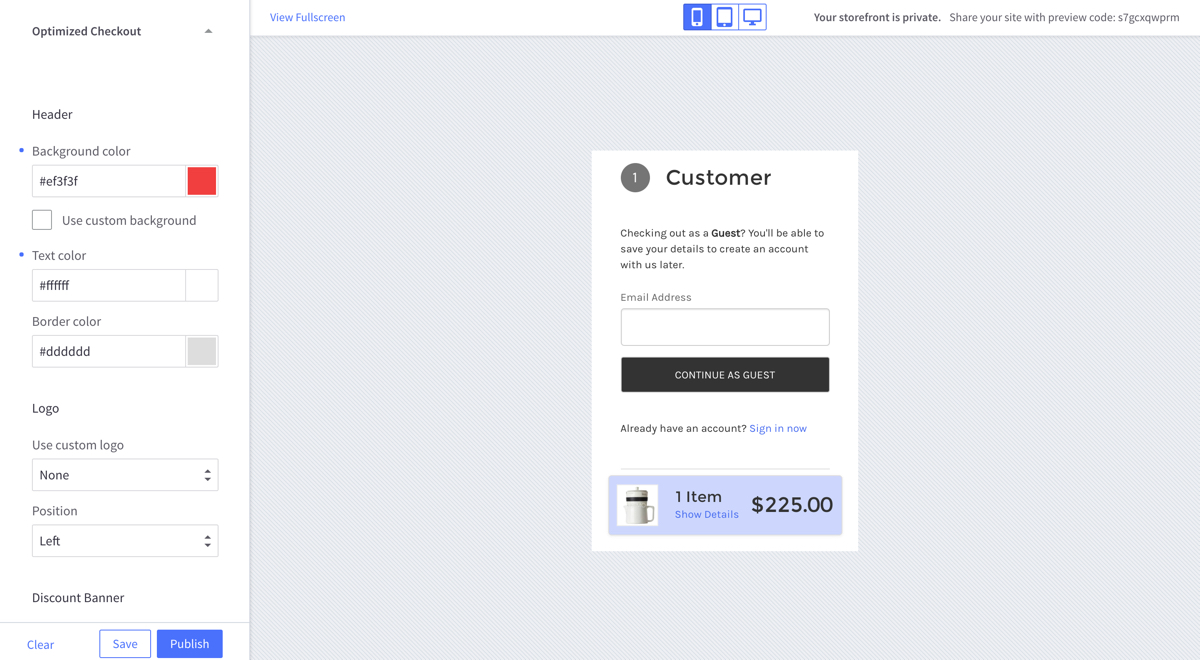 Optimized Checkout
Header
Background color
#ef3f3f
Use custom background
Text color
#ffffff
Border color
#dddddd
Logo
Use custom logo
None
Position
Left
Discount Banner
Clear
Save
Publish
View Fullscreen
Your storefront is private. Share your site with preview code: s7gcxqwprm
1
Customer
Checking out as a Guest? You'll be able to
save your details to create an account
with us later.
Email Address
CONTINUE AS GUEST
Already have an account? Sign in now
1 Item
Show Details
$225.00